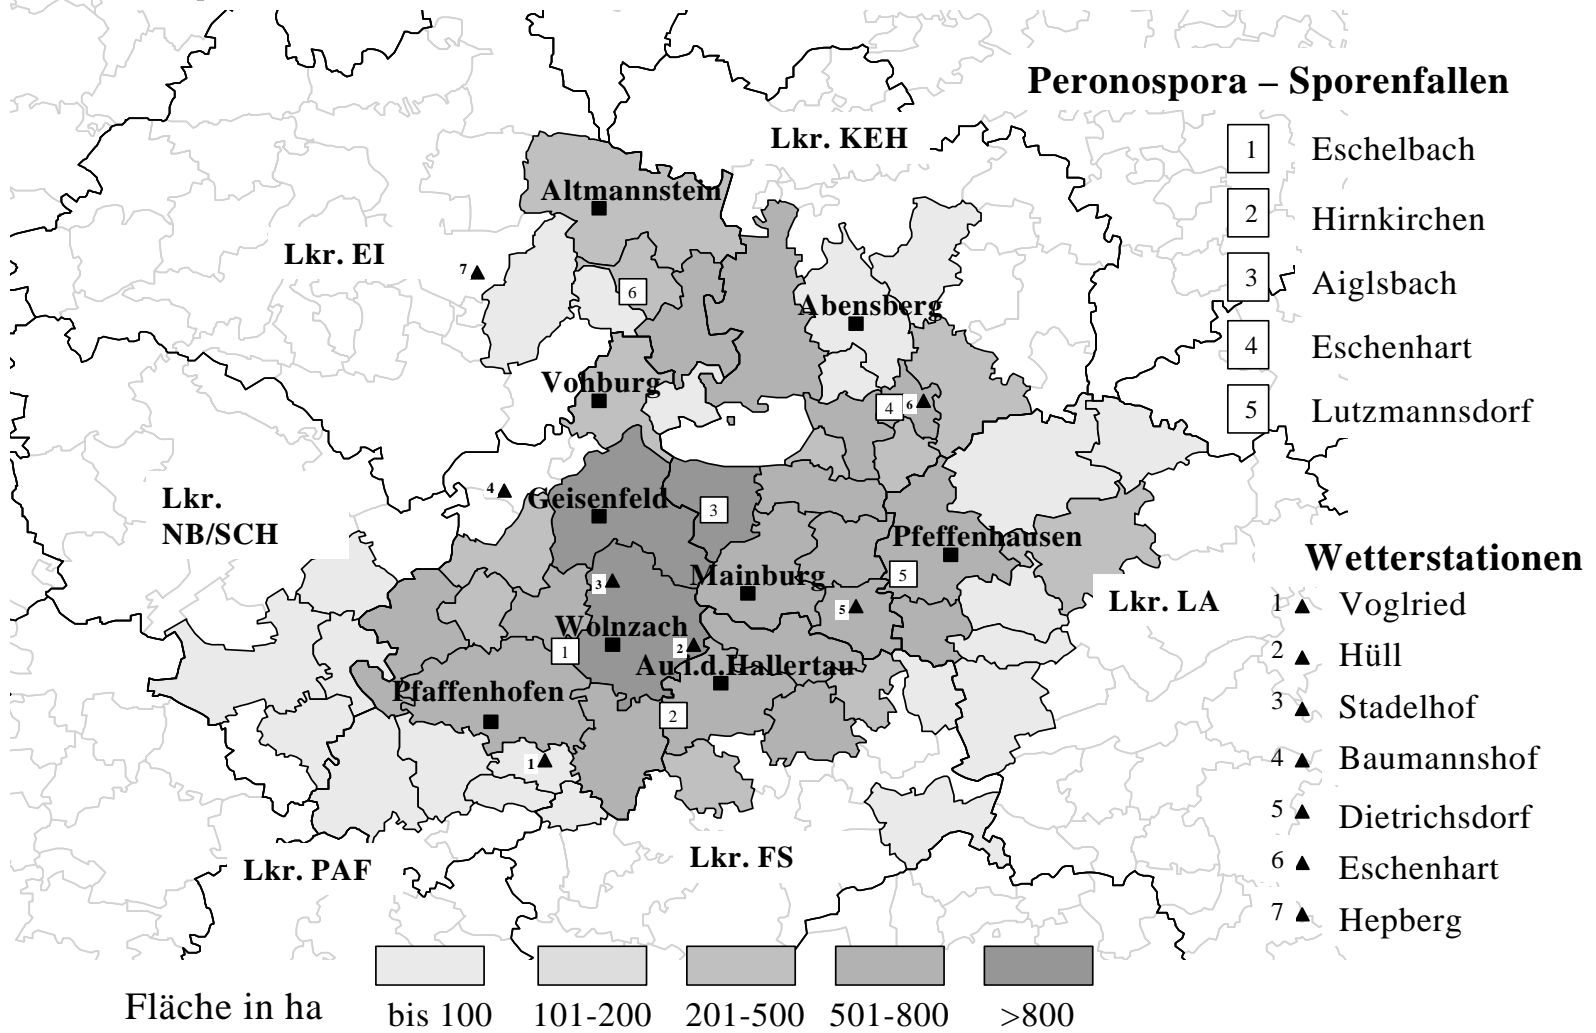 Peronospora – Sporenfallen
1 Eschelbach
2 Hirnkirchen
3 Aiglsbach
4 Eschenhart
5 Lutzmannsdorf
Wetterstationen
1 Voglried
2 Hüll
3 Stadelhof
4 Baumannshof
5 Dietrichsdorf
6 Eschenhart
7 Hepberg
Lkr. KEH
Altmannstein
Lkr. EI
7
6
Abensberg
Vohburg
4 6
Lkr.
NB/SCH
4
Geisenfeld
3
Pfeffenhausen
3
Mainburg
5
5
Lkr. LA
Wolnzach
1
2
Au i.d.Hallertau
Pfaffenhofen
2
1
Lkr. PAF
Lkr. FS
Fläche in ha
bis 100
101-200
201-500
501-800
>800